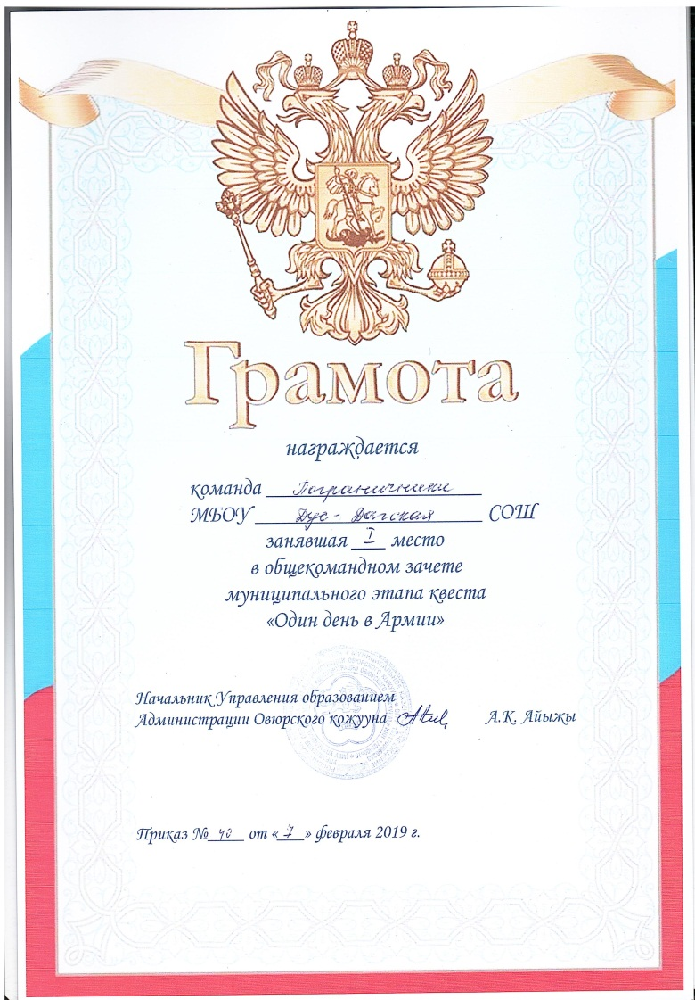 Грамота
награждается
команда Пограничники
МБОУ Дус-Дагская СОШ
занявшая I место
в общекомандном зачете
муниципального этапа квеста
«Один день в Армии»
Начальник Управления образованием
Администрации Овюрского кожууна А.К. Айыжы
Приказ № 40 от «7» февраля 2019 г.